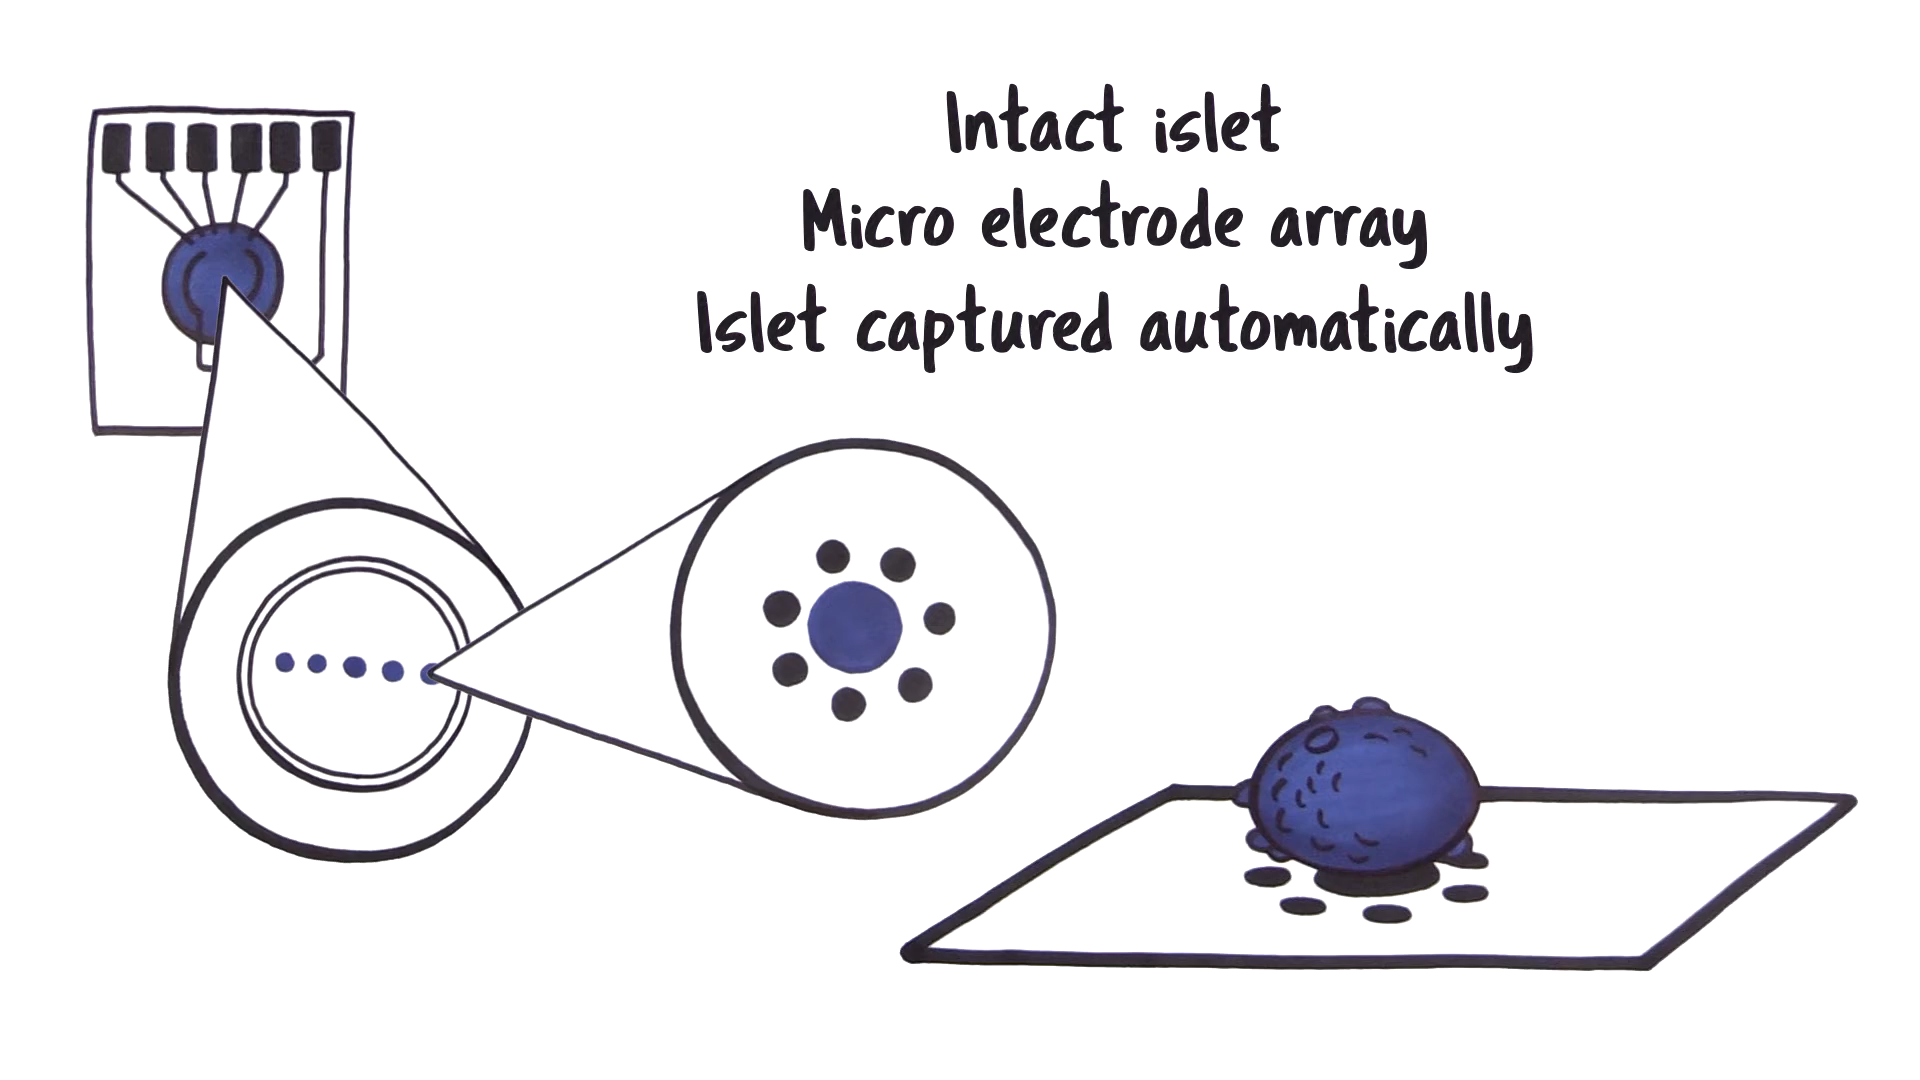 Intact islet
Micro electrode array
Islet captured automatically